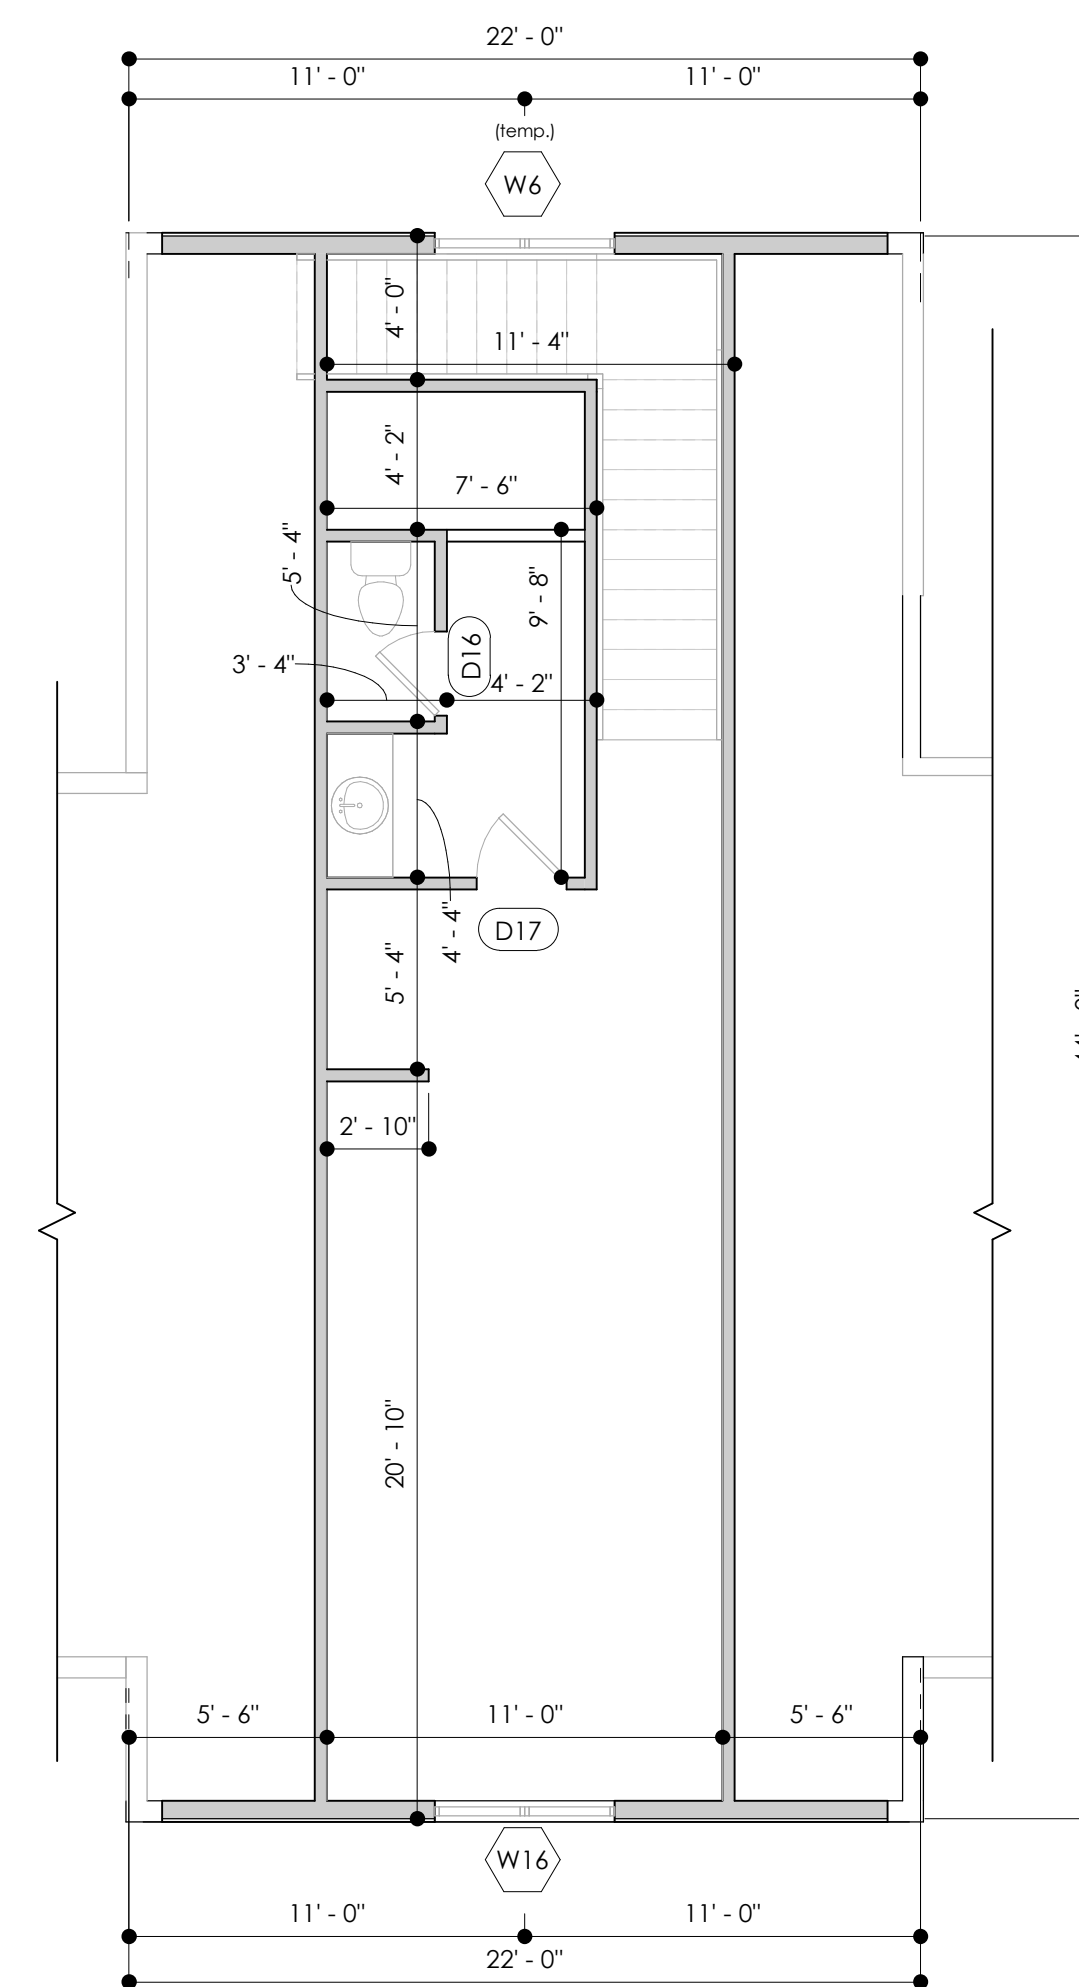 22' - 0"
11' - 0"
11' - 0"
(temp.)
W6
4' - 0"
11' - 4"
4' - 2"
7' - 6"
5' - 4"
9' - 8"
D16
3' - 4"
4' - 2"
4' - 4"
D17
5' - 4"
2' - 10"
20' - 10"
5' - 6"
11' - 0"
5' - 6"
W16
11' - 0"
11' - 0"
22' - 0"